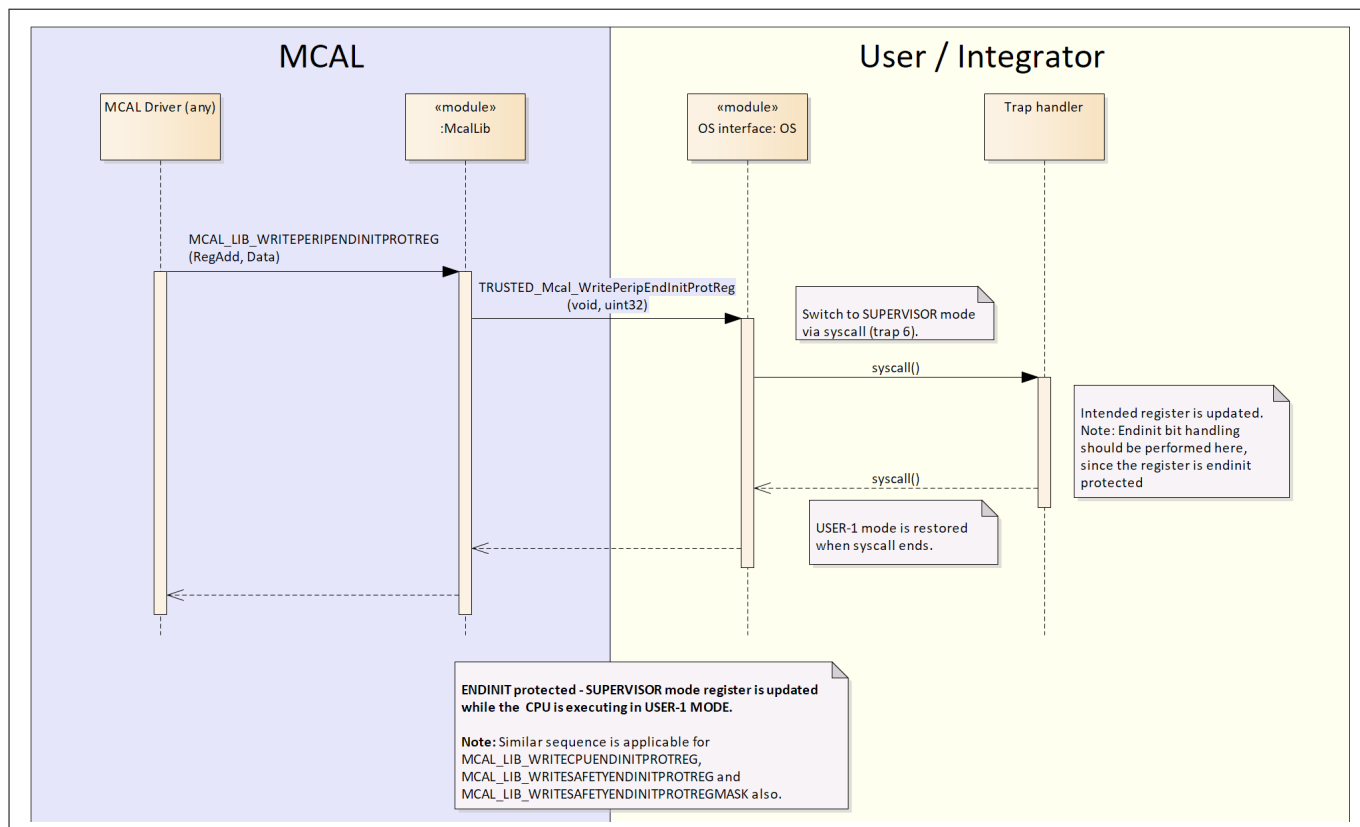 MCAL
User / Integrator
MCAL Driver (any)
«module»
:McalLib
«module»
OS interface: OS
Trap handler
MCAL_LIB_WRITEPERIPENDINITPROTREG
(RegAdd, Data)
TRUSTED_Mcal_WritePeripEndInitProtReg
(void, uint32)
Switch to SUPERVISOR mode
via syscall (trap 6).
syscall()
Intended register is updated.
Note: Endinit bit handling
should be performed here,
since the register is endinit
protected
syscall()
USER-1 mode is restored
when syscall ends.
ENDINIT protected - SUPERVISOR mode register is updated
while the CPU is executing in USER-1 MODE.
Note: Similar sequence is applicable for
MCAL_LIB_WRITECPUENDINITPROTREG,
MCAL_LIB_WRITESAFETYENDINITPROTREG and
MCAL_LIB_WRITESAFETYENDINITPROTREGMASK also.